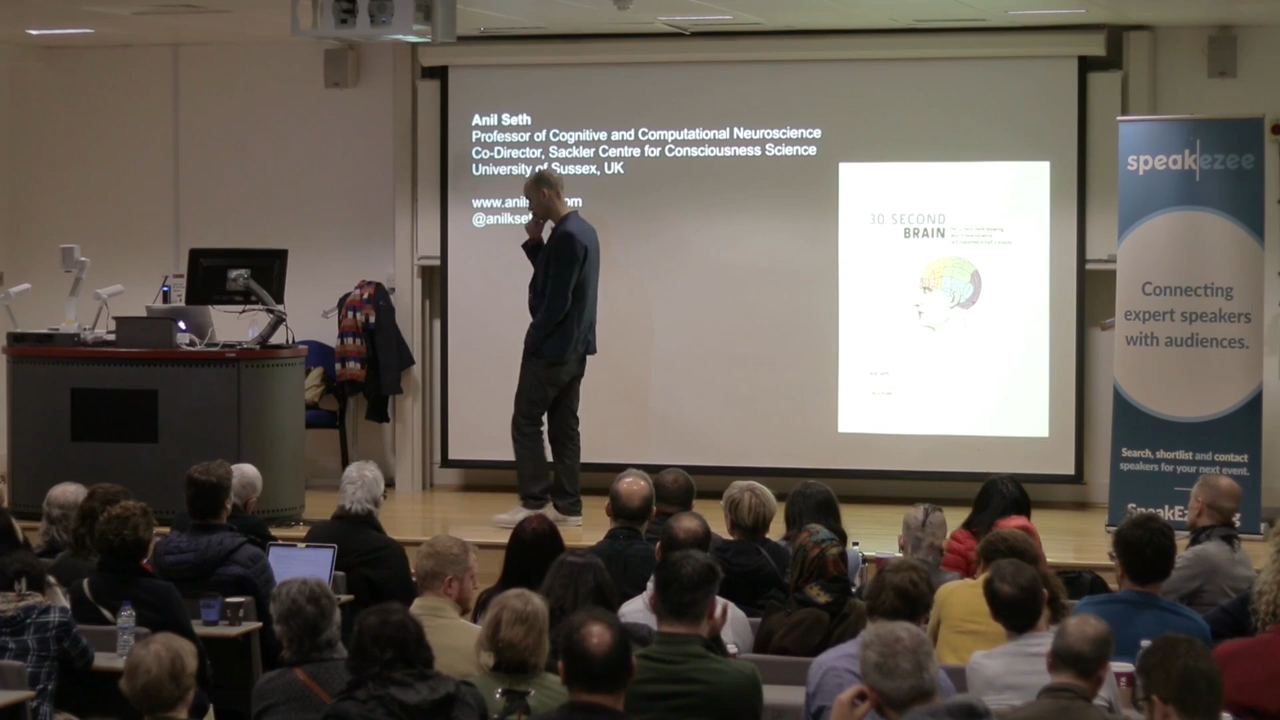 Anil Seth
Professor of Cognitive and Computational Neuroscience
Co-Director, Sackler Centre for Consciousness Science
University of Sussex, UK
30 SECOND
BRAIN
speakezee
Connecting
expert speakers
with audiences.
Search, shortlist and contact
speakers for your next event.